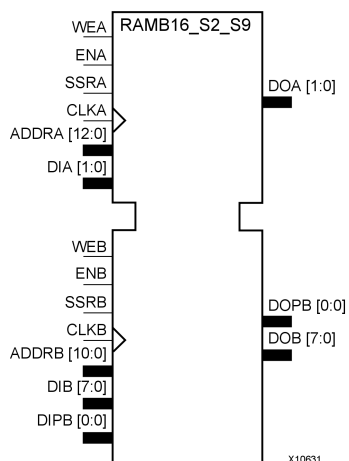 RAMB16_S2_S9
WEA
ENA
SSRA
CLKA
ADDRA [12:0]
DIA [1:0]
DOA [1:0]
WEB
ENB
SSRB
CLKB
ADDRB [10:0]
DIB [7:0]
DIPB [0:0]
DOPB [0:0]
DOB [7:0]
X10631